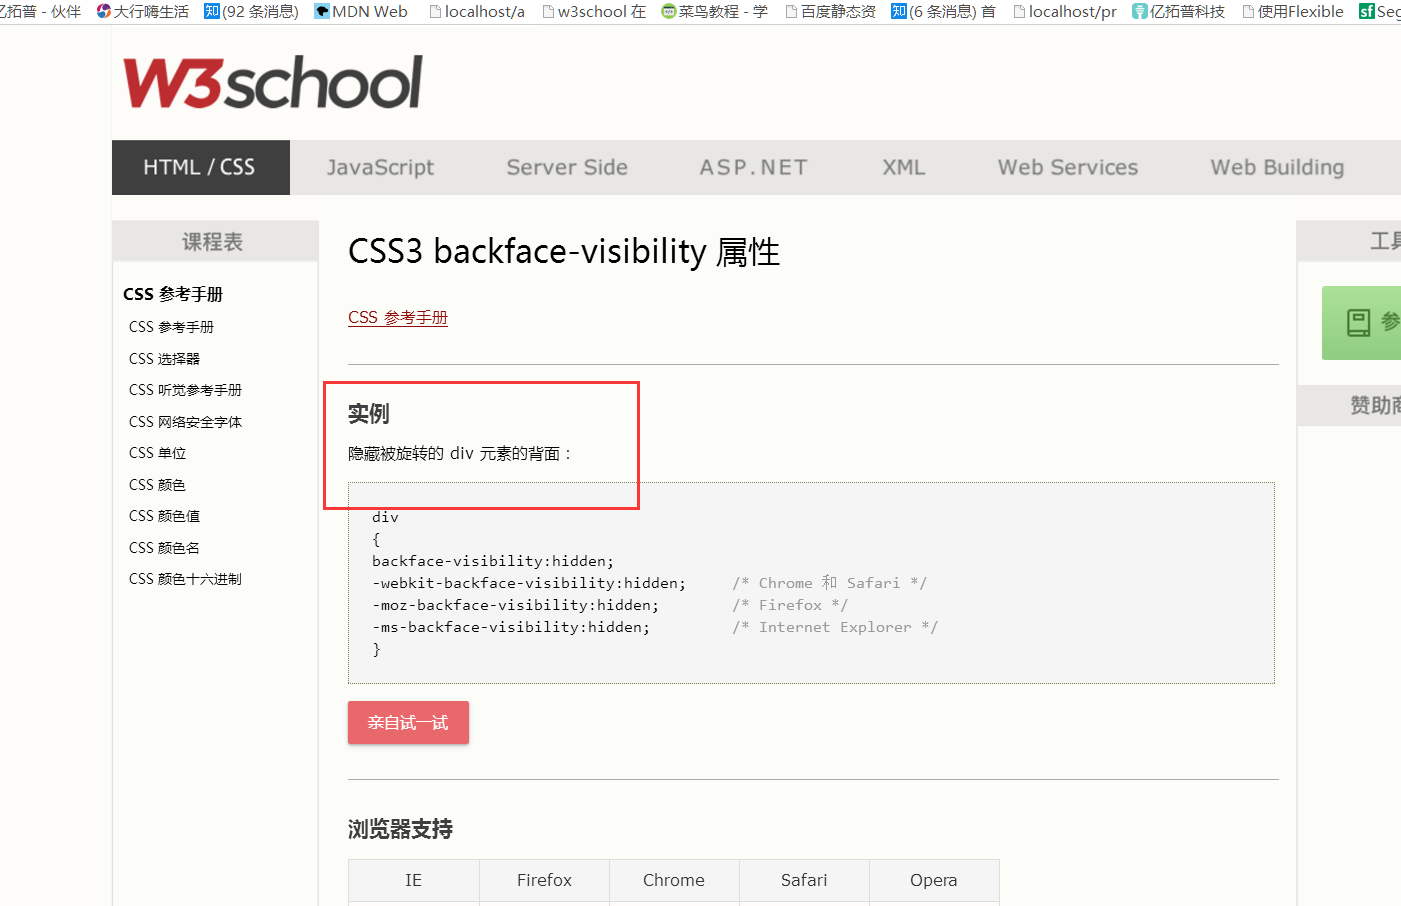 亿拓普 - 伙伴 大行嗨生活 知 (92 条消息) MDN Web localhost/a w3school 在 菜鸟教程 - 学 百度静态资 知 (6 条消息) 首 localhost/pr 亿拓普科技 使用Flexible sf Seg
W3school
HTML / CSS JavaScript Server Side ASP.NET XML Web Services Web Building
课程表
CSS 参考手册
CSS 参考手册
CSS 选择器
CSS 听觉参考手册
CSS 网络安全字体
CSS 单位
CSS 颜色
CSS 颜色值
CSS 颜色名
CSS 颜色十六进制
CSS3 backface-visibility 属性
CSS 参考手册
实例
隐藏被旋转的 div 元素的背面：
div
{
backface-visibility:hidden;
-webkit-backface-visibility:hidden; /* Chrome 和 Safari */
-moz-backface-visibility:hidden; /* Firefox */
-ms-backface-visibility:hidden; /* Internet Explorer */
}
亲自试一试
浏览器支持
IE Firefox Chrome Safari Opera
工具
参
赞助商